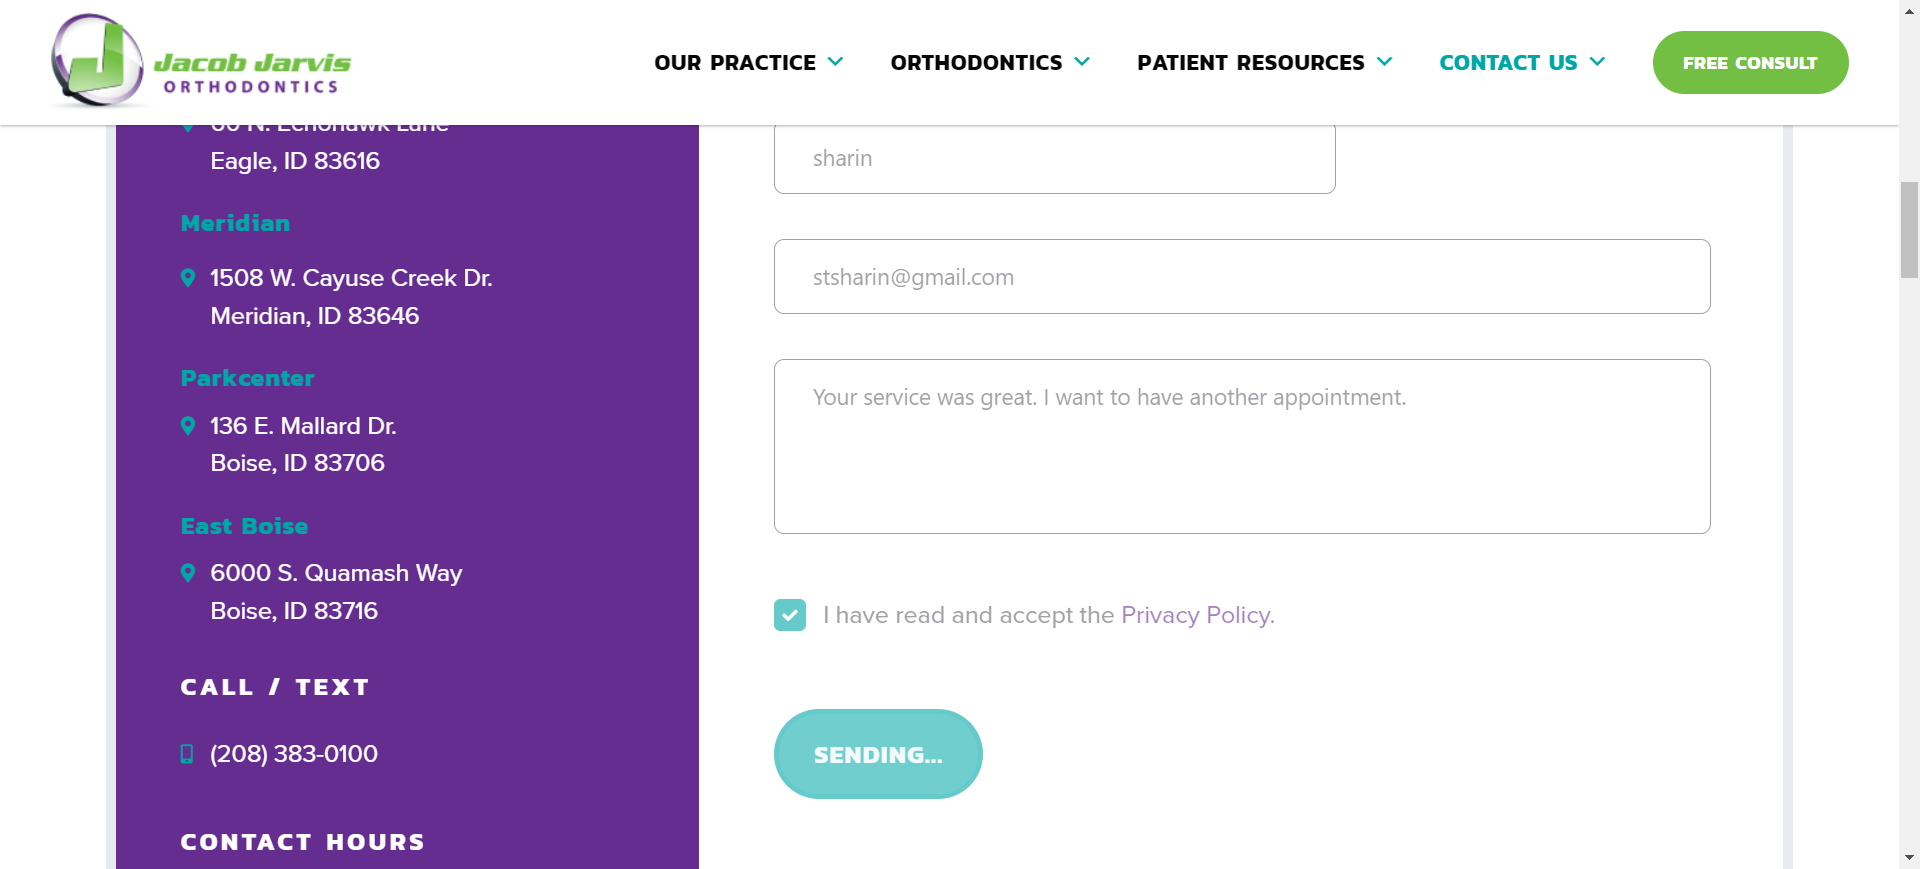 Jacob Jarvis
ORTHODONTICS
OUR PRACTICE
ORTHODONTICS
PATIENT RESOURCES
CONTACT US
FREE CONSULT
60 N. Echohawk Lane
Eagle, ID 83616
Meridian
1508 W. Cayuse Creek Dr.
Meridian, ID 83646
Parkcenter
136 E. Mallard Dr.
Boise, ID 83706
East Boise
6000 S. Quamash Way
Boise, ID 83716
CALL / TEXT
(208) 383-0100
CONTACT HOURS
sharin
stsharin@gmail.com
Your service was great. I want to have another appointment.
I have read and accept the Privacy Policy.
SENDING...